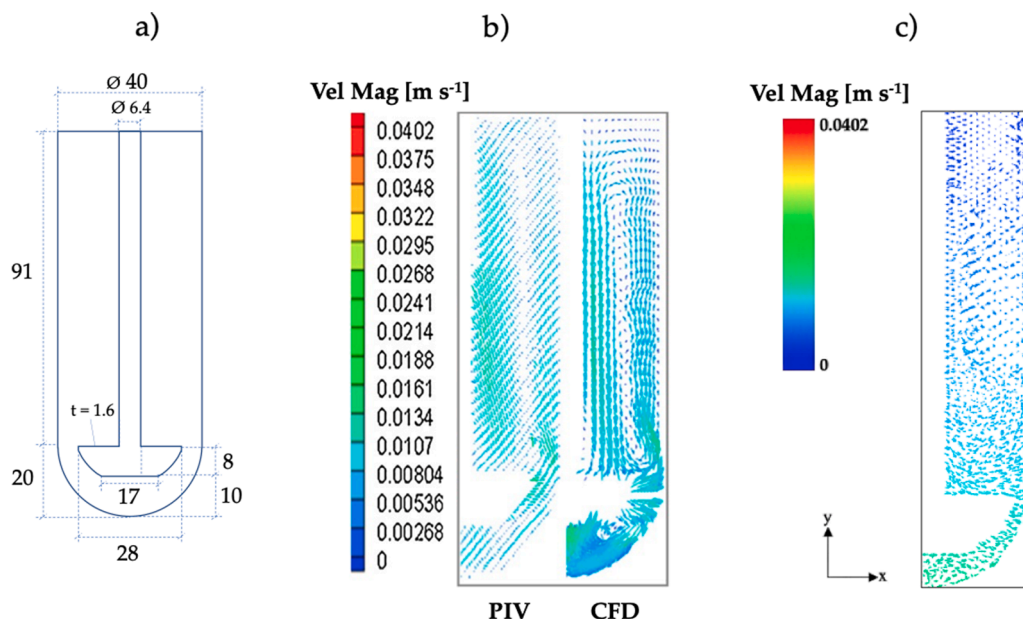 a)
b)
c)
Ø 40
Ø 6.4
91
t = 1.6
20
8
10
17
28
Vel Mag [m s⁻¹]
0.0402
0.0375
0.0348
0.0322
0.0295
0.0268
0.0241
0.0214
0.0188
0.0161
0.0134
0.0107
0.00804
0.00536
0.00268
0
PIV
CFD
Vel Mag [m s⁻¹]
0.0402
0
y
x